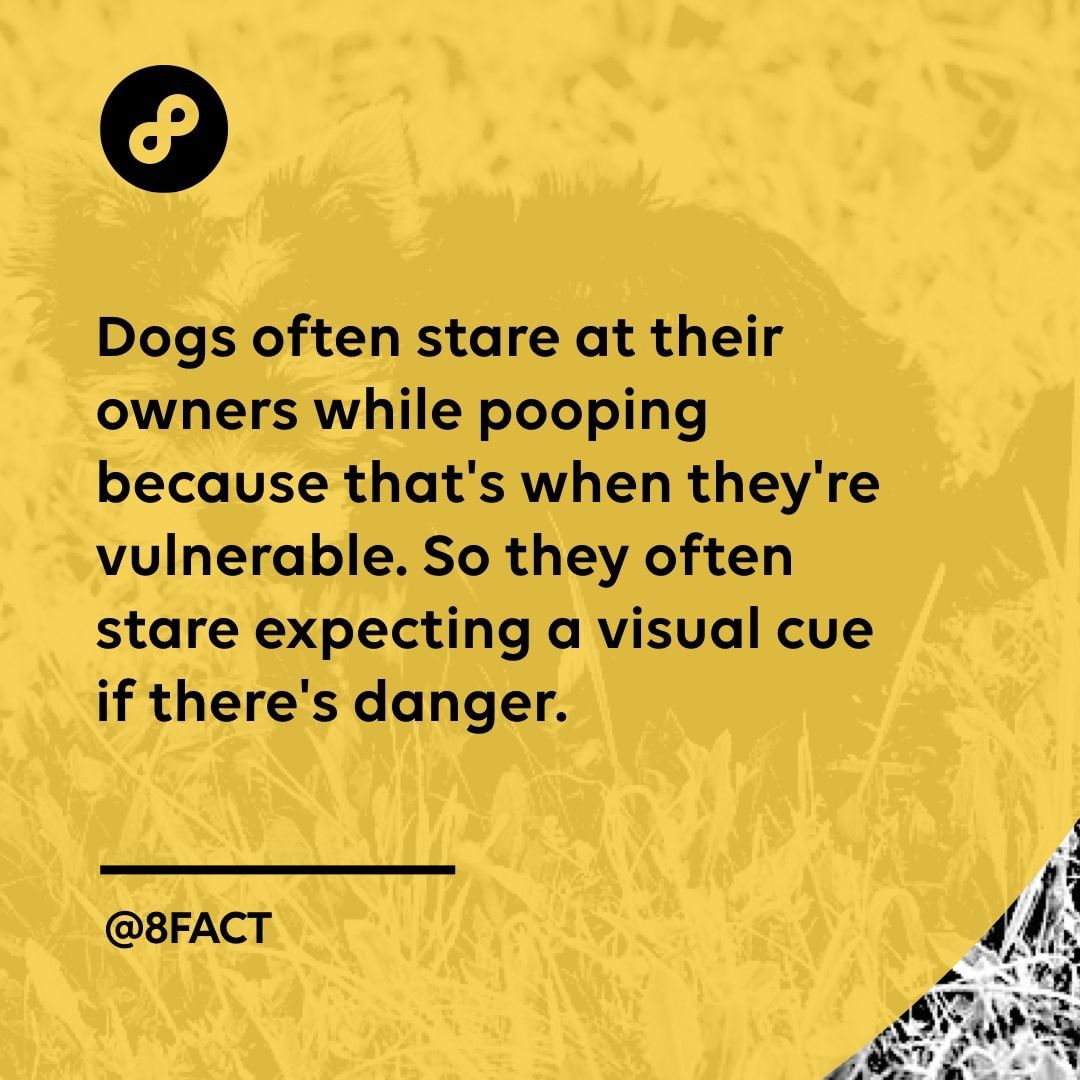 Dogs often stare at their
owners while pooping
because that's when they're
vulnerable. So they often
stare expecting a visual cue
if there's danger.
@8FACT